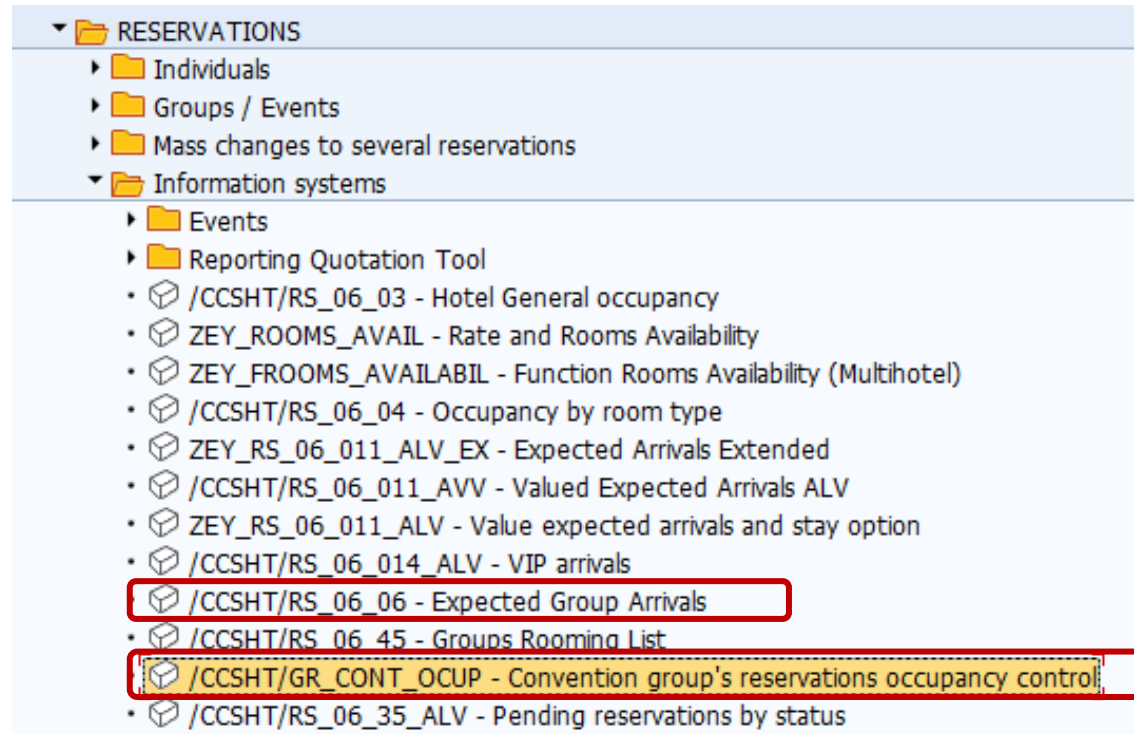 RESERVATIONS
Individuals
Groups / Events
Mass changes to several reservations
Information systems
Events
Reporting Quotation Tool
/CCSHT/RS_06_03 - Hotel General occupancy
ZEY_ROOMS_AVAIL - Rate and Rooms Availability
ZEY_FROOMS_AVAILABIL - Function Rooms Availability (Multihotel)
/CCSHT/RS_06_04 - Occupancy by room type
ZEY_RS_06_011_ALV_EX - Expected Arrivals Extended
/CCSHT/RS_06_011_AVV - Valued Expected Arrivals ALV
ZEY_RS_06_011_ALV - Value expected arrivals and stay option
/CCSHT/RS_06_014_ALV - VIP arrivals
/CCSHT/RS_06_06 - Expected Group Arrivals
/CCSHT/RS_06_45 - Groups Rooming List
/CCSHT/GR_CONT_OCUP - Convention group's reservations occupancy control
/CCSHT/RS_06_35_ALV - Pending reservations by status